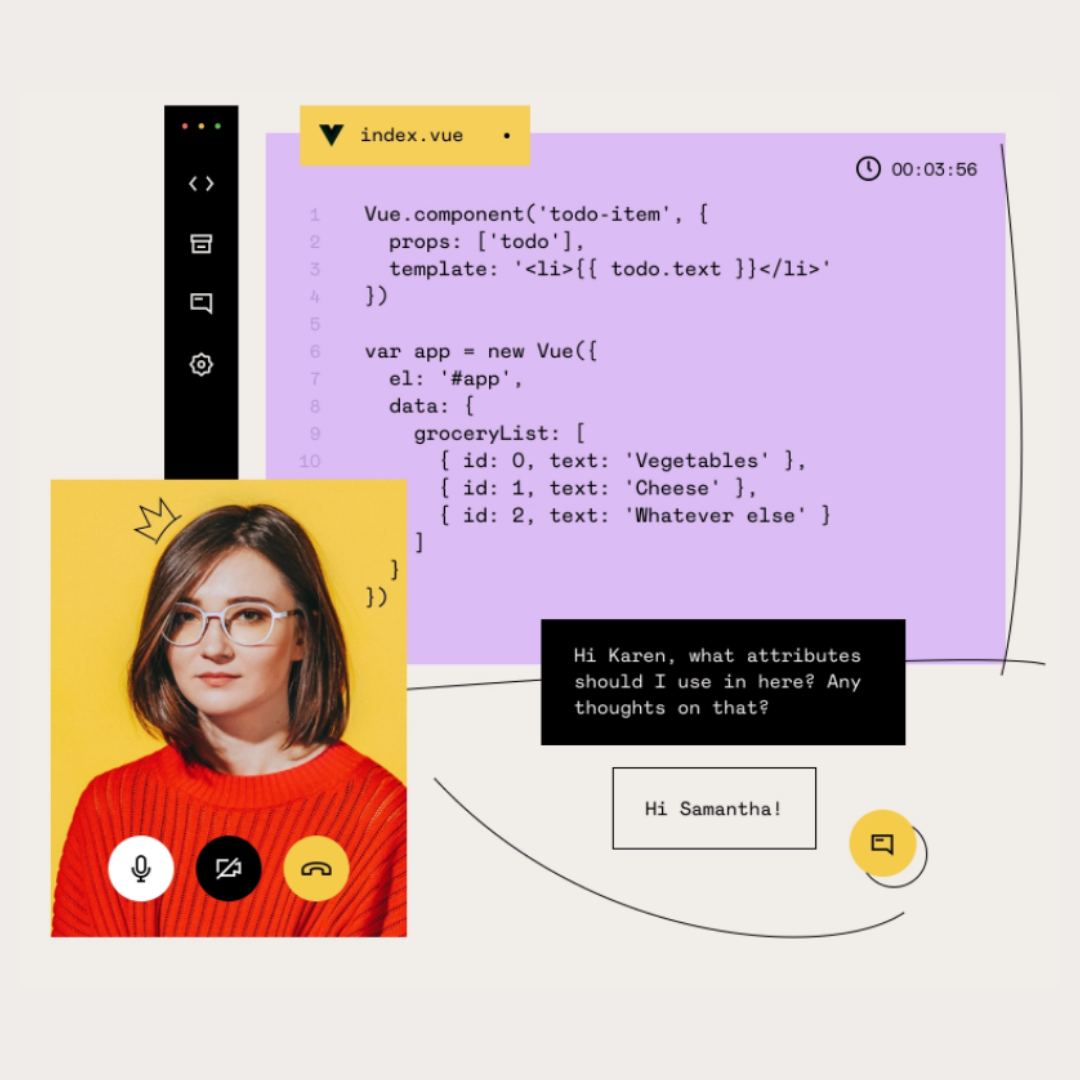 index.vue
00:03:56
1 Vue.component('todo-item', {
2 props: ['todo'],
3 template: '<li>{{ todo.text }}</li>'
4 })
5
6 var app = new Vue({
7 el: '#app',
8 data: {
9 groceryList: [
10 { id: 0, text: 'Vegetables' },
{ id: 1, text: 'Cheese' },
{ id: 2, text: 'Whatever else' }
]
}
})
Hi Karen, what attributes
should I use in here? Any
thoughts on that?
Hi Samantha!